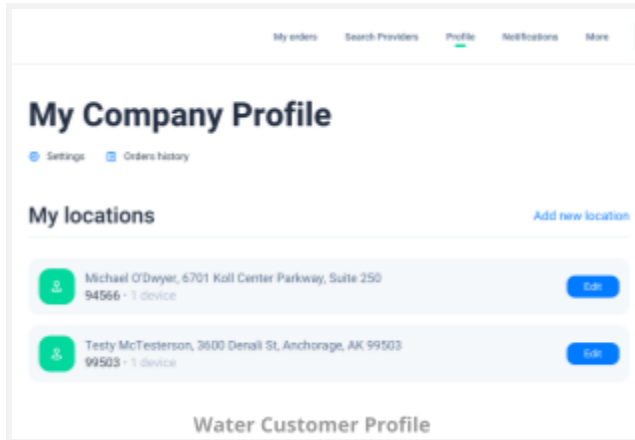 My orders Search Providers Profile Notifications More
My Company Profile
Settings Orders history
My locations
Add new location
Michael O'Dwyer, 6701 Koll Center Parkway, Suite 250
94566 · 1 device
Edit
Testy McTesterson, 3600 Denali St, Anchorage, AK 99503
99503 · 1 device
Edit
Water Customer Profile